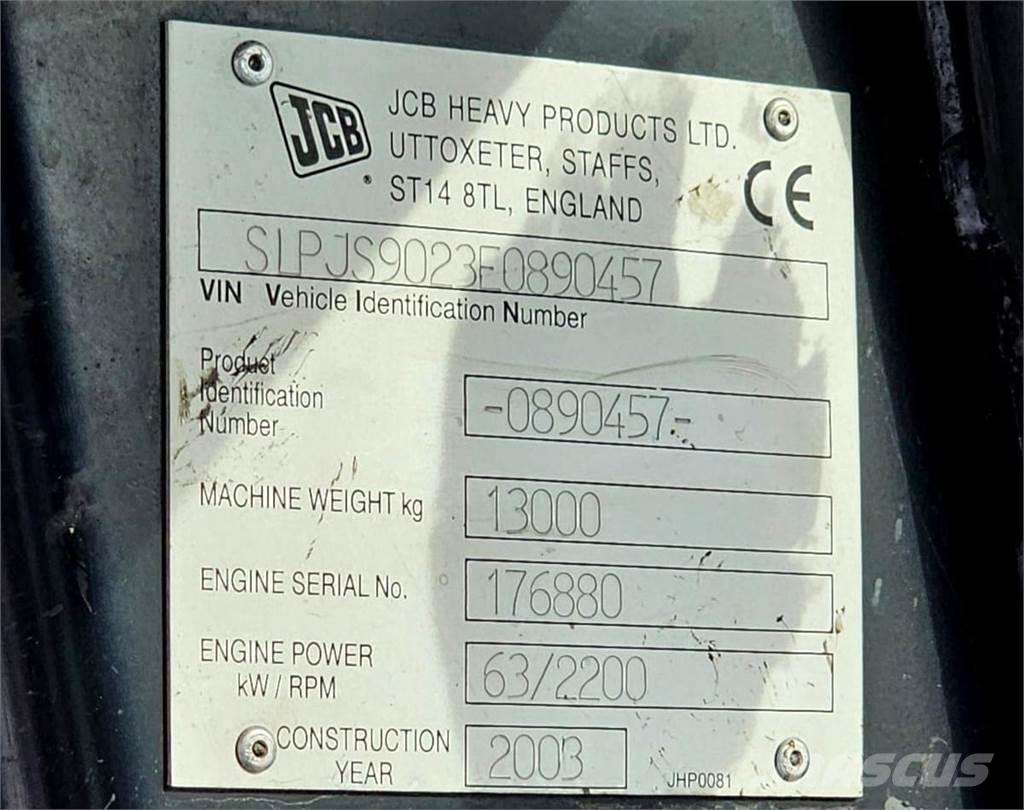 JCB
JCB HEAVY PRODUCTS LTD.
UTTOXETER, STAFFS,
ST14 8TL, ENGLAND
CE
SLPJS9023E0890457
VIN Vehicle Identification Number
Product
Identification
Number
-0890457-
MACHINE WEIGHT kg
13000
ENGINE SERIAL No.
176880
ENGINE POWER
kW / RPM
63/2200
CONSTRUCTION
YEAR
2003
JHP0081
MASCUS